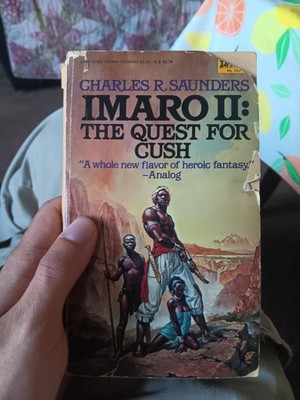 CHARLES R. SAUNDERS
IMARO II:
THE QUEST FOR
CUSH
"A whole new flavor of heroic fantasy."
—Analog